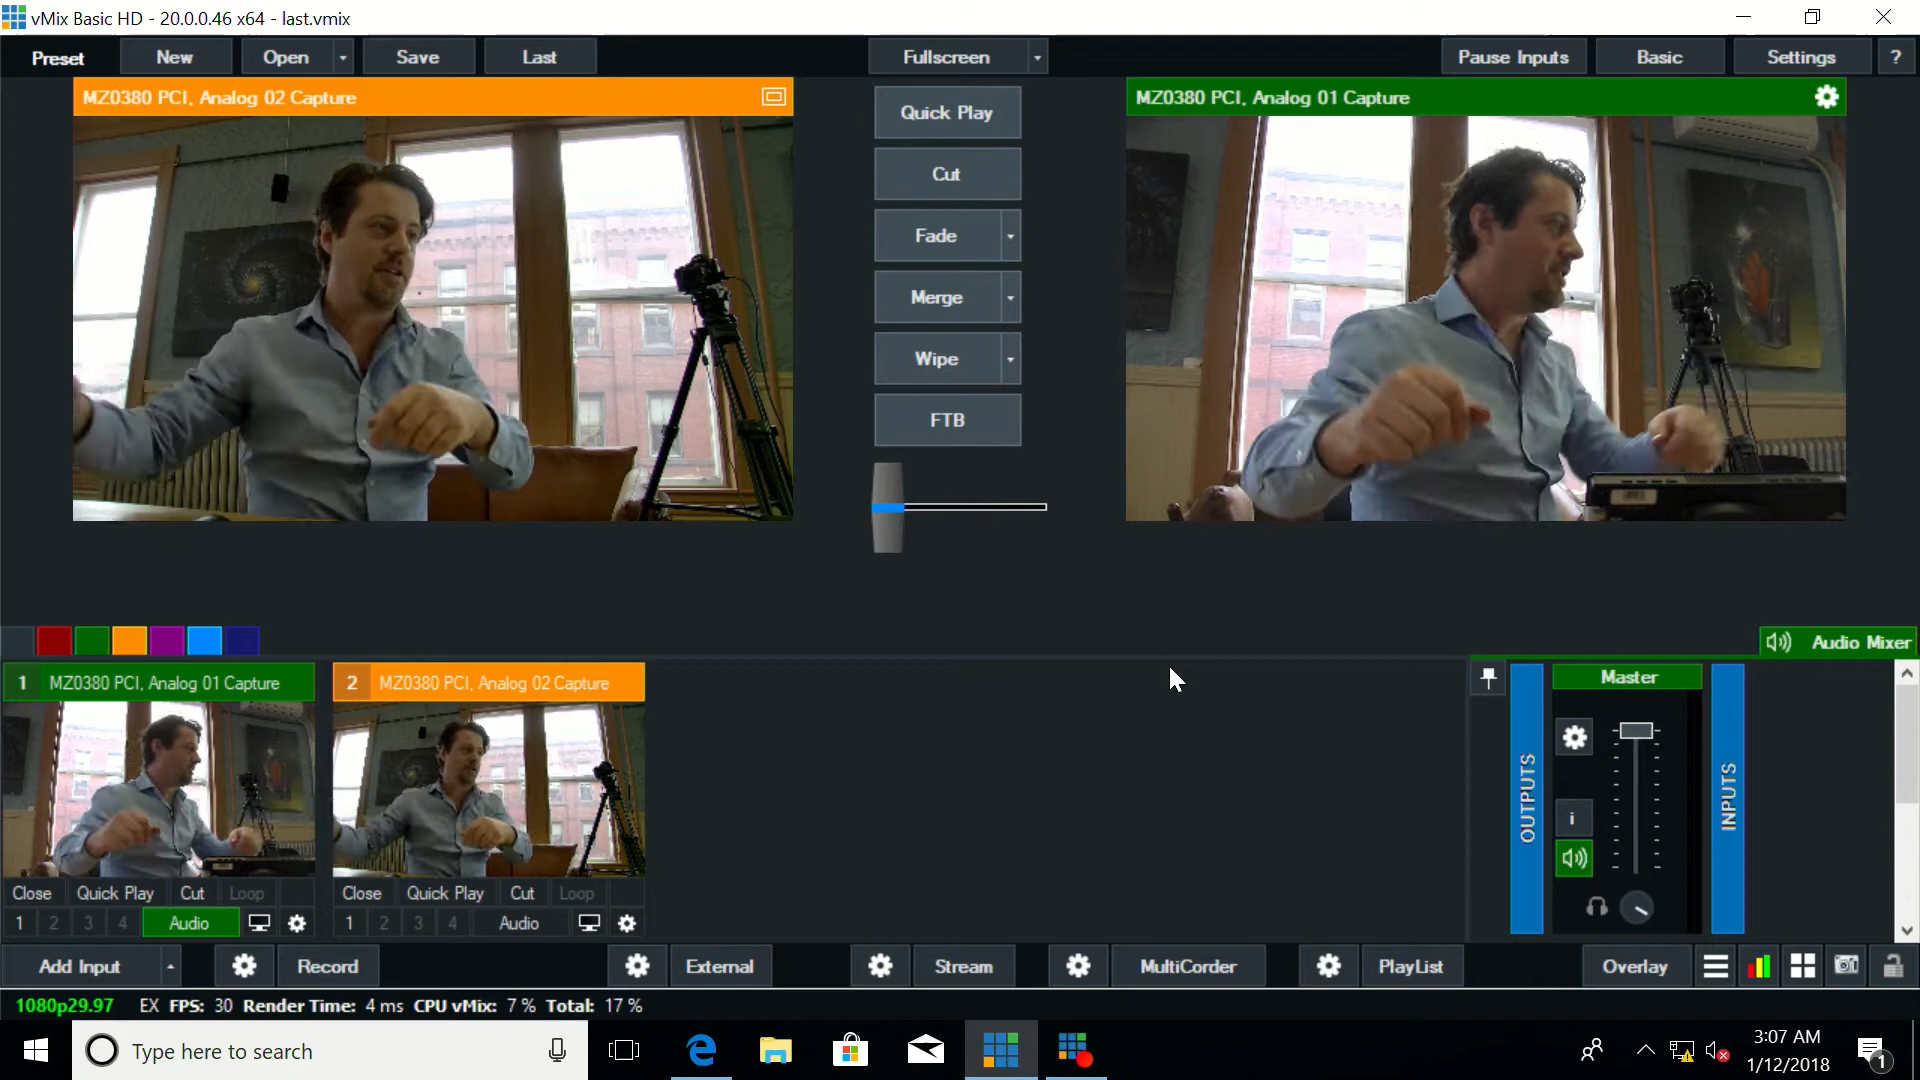 vMix Basic HD - 20.0.0.46 x64 - last.vmix
Preset New Open Save Last Fullscreen Pause Inputs Basic Settings ?
MZ0380 PCI, Analog 02 Capture
MZ0380 PCI, Analog 01 Capture
Quick Play
Cut
Fade
Merge
Wipe
FTB
Audio Mixer
1 MZ0380 PCI, Analog 01 Capture
2 MZ0380 PCI, Analog 02 Capture
Master
OUTPUTS
INPUTS
i
Close Quick Play Cut Loop
1 2 3 4 Audio
Close Quick Play Cut Loop
1 2 3 4 Audio
Add Input Record External Stream MultiCorder PlayList Overlay
1080p29.97 EX FPS: 30 Render Time: 4 ms CPU vMix: 7 % Total: 17 %
Type here to search
3:07 AM
1/12/2018
1